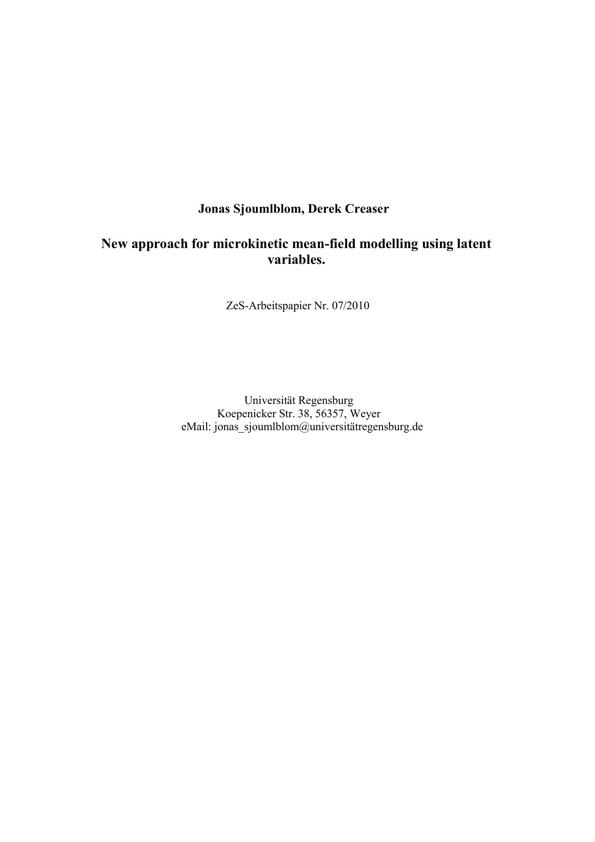 Jonas Sjoumlblom, Derek Creaser
New approach for microkinetic mean-field modelling using latent
variables.
ZeS-Arbeitspapier Nr. 07/2010
Universität Regensburg
Koepenicker Str. 38, 56357, Weyer
eMail: jonas_sjoumlblom@universitätregensburg.de